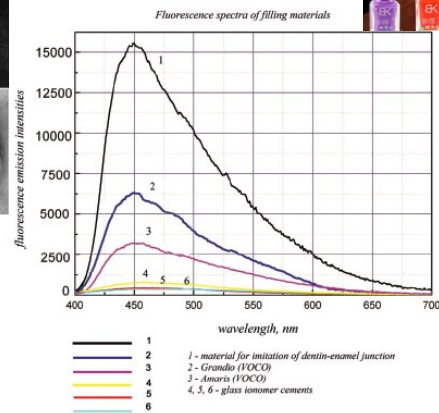 Fluorescence spectra of filling materials
BK
BK
fluorescence emission intensities
15000
12500
10000
7500
5000
2500
0
1
2
3
4
5
6
400
450
500
550
600
650
700
wavelength, nm
1
2
3
4
5
6
1 - material for imitation of dentin-enamel junction
2 - Grandio (VOCO)
3 - Amaris (VOCO)
4, 5, 6 - glass ionomer cements